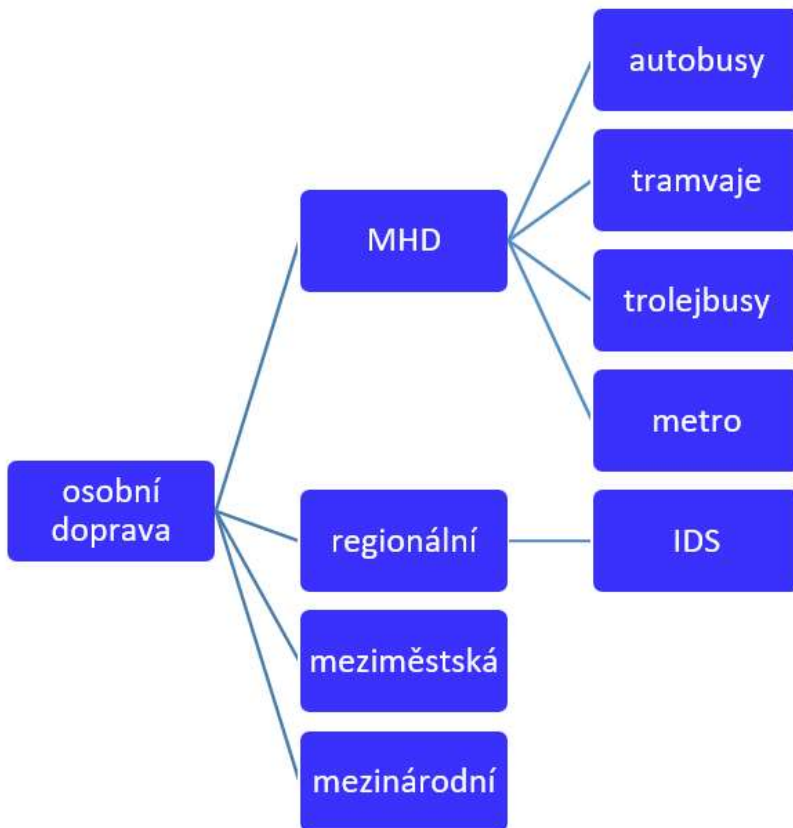 osobní
doprava
MHD
autobusy
tramvaje
trolejbusy
metro
regionální
IDS
meziměstská
mezinárodní